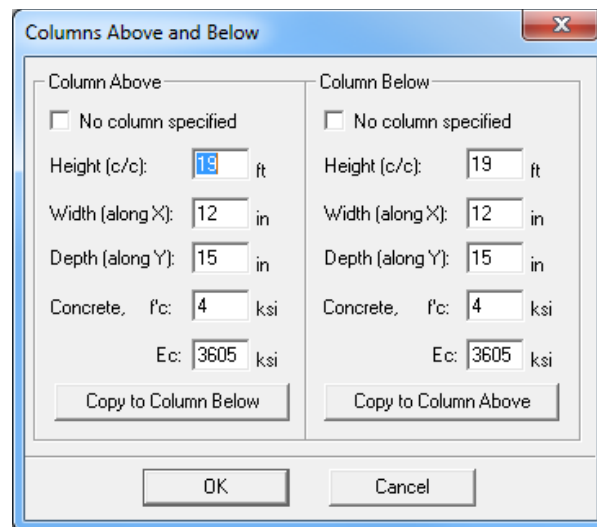 Columns Above and Below
x
Column Above
No column specified
Height (c/c): 19 ft
Width (along X): 12 in
Depth (along Y): 15 in
Concrete, f'c: 4 ksi
Ec: 3605 ksi
Copy to Column Below
Column Below
No column specified
Height (c/c): 19 ft
Width (along X): 12 in
Depth (along Y): 15 in
Concrete, f'c: 4 ksi
Ec: 3605 ksi
Copy to Column Above
OK
Cancel